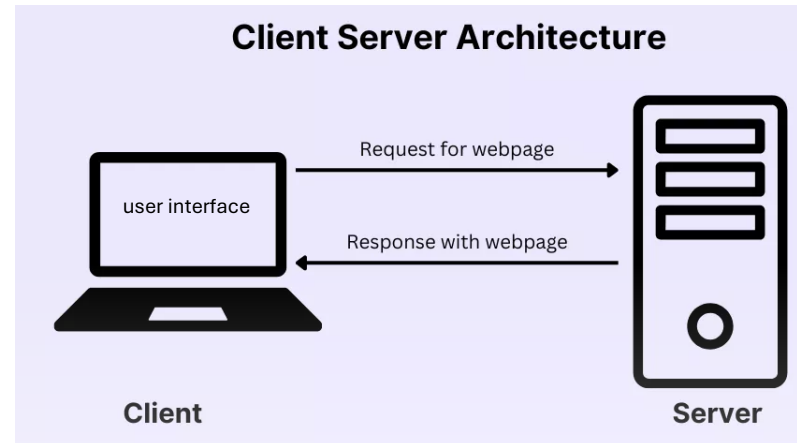 Client Server Architecture
Request for webpage
user interface
Response with webpage
Client
Server